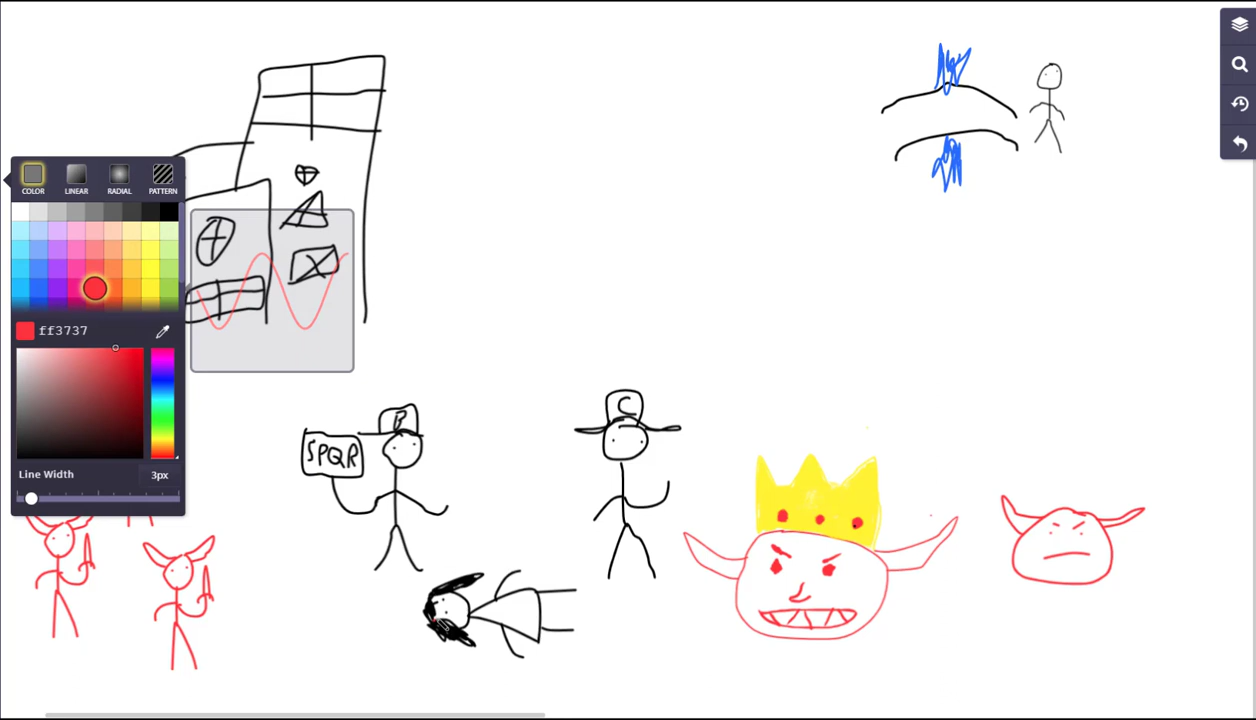 COLOR
LINEAR
RADIAL
PATTERN
ff3737
Line Width
3px
B
C
SPQR